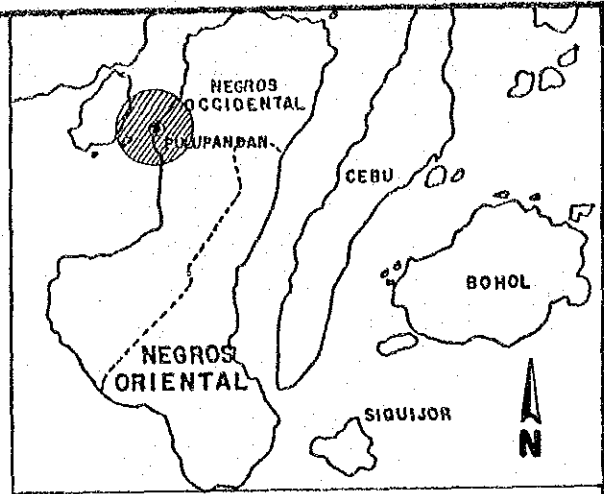 NEGROS
OCCIDENTAL
PULUPANDAN
CEBU
BOHOL
NEGROS
ORIENTAL
SIQUIJOR
N